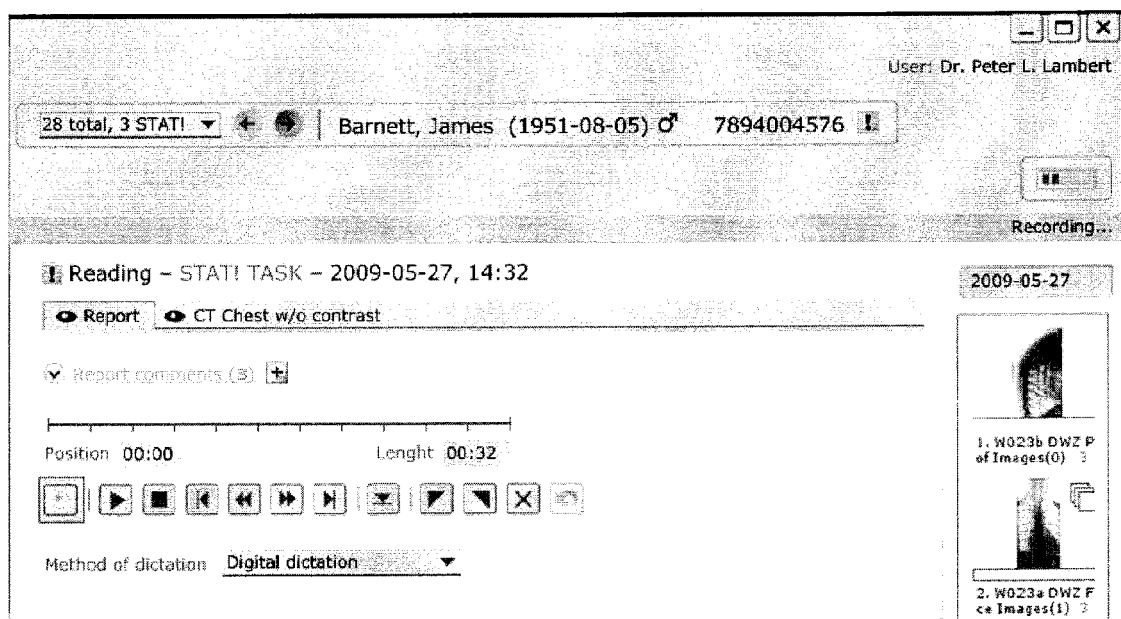 User: Dr. Peter L. Lambert
28 total, 3 STAT! Barnett, James (1951-08-05) ♂ 7894004576 !
Recording...
! Reading – STAT! TASK – 2009-05-27, 14:32
2009-05-27
Report CT Chest w/o contrast
Report comments (3) +
Position 00:00 Lenght 00:32
1. W023b DWZ P
of Images(0) 3
Method of dictation Digital dictation
2. W023a DWZ F
ce Images(1) 3